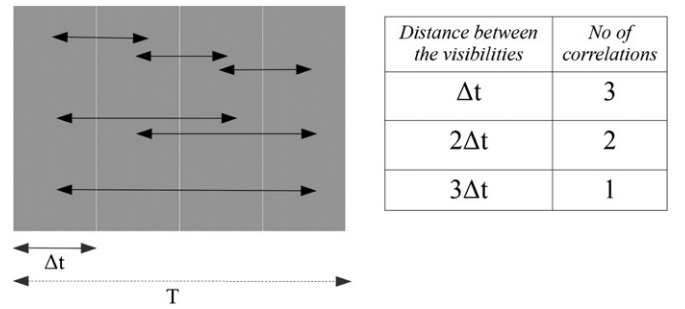 Distance between
the visibilities
No of
correlations
Δt
3
2Δt
2
3Δt
1
Δt
T